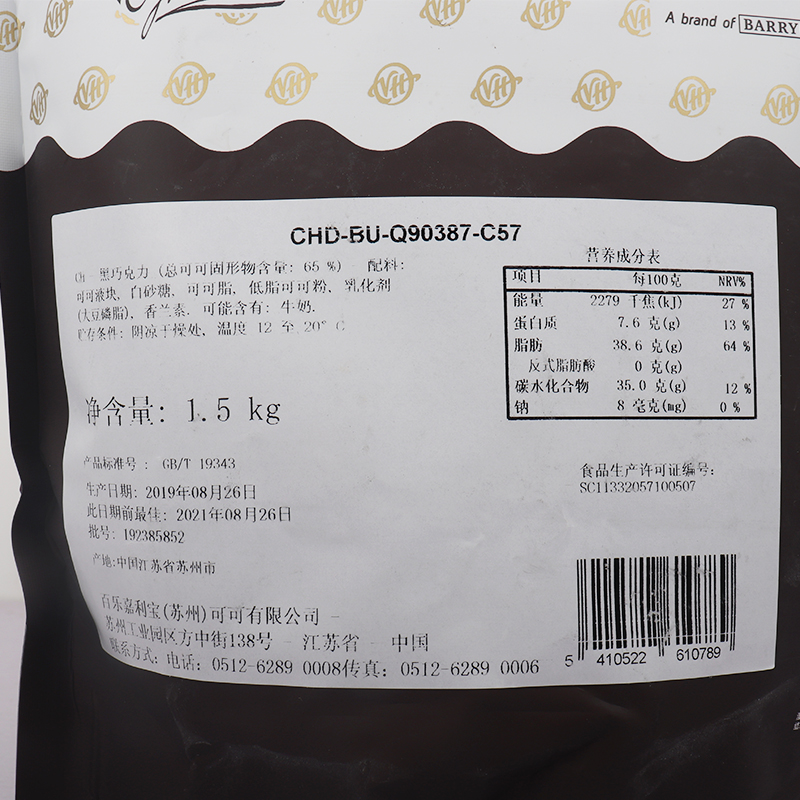 A brand of BARRY
CHD-BU-Q90387-C57
Ch - 黑巧克力 (总可可固形物含量: 65 %) - 配料:
可可液块, 白砂糖, 可可脂, 低脂可可粉, 乳化剂
(大豆磷脂), 香兰素. 可能含有: 牛奶.
贮存条件: 阴凉干燥处, 温度 12 至 20° C
营养成分表
项目 每100克 NRV%
能量 2279 千焦(kJ) 27 %
蛋白质 7.6 克(g) 13 %
脂肪 38.6 克(g) 64 %
反式脂肪酸 0 克(g)
碳水化合物 35.0 克(g) 12 %
钠 8 毫克(mg) 0 %
净含量: 1.5 kg
产品标准号 : GB/T 19343
生产日期: 2019年08月26日
此日期前最佳: 2021年08月26日
批号: 192385852
产地:中国江苏省苏州市
食品生产许可证编号:
SC11332057100507
百乐嘉利宝(苏州)可可有限公司 -
苏州工业园区方中街138号 - 江苏省 - 中国
联系方式: 电话: 0512-6289 0008传真: 0512-6289 0006
5 410522 610789